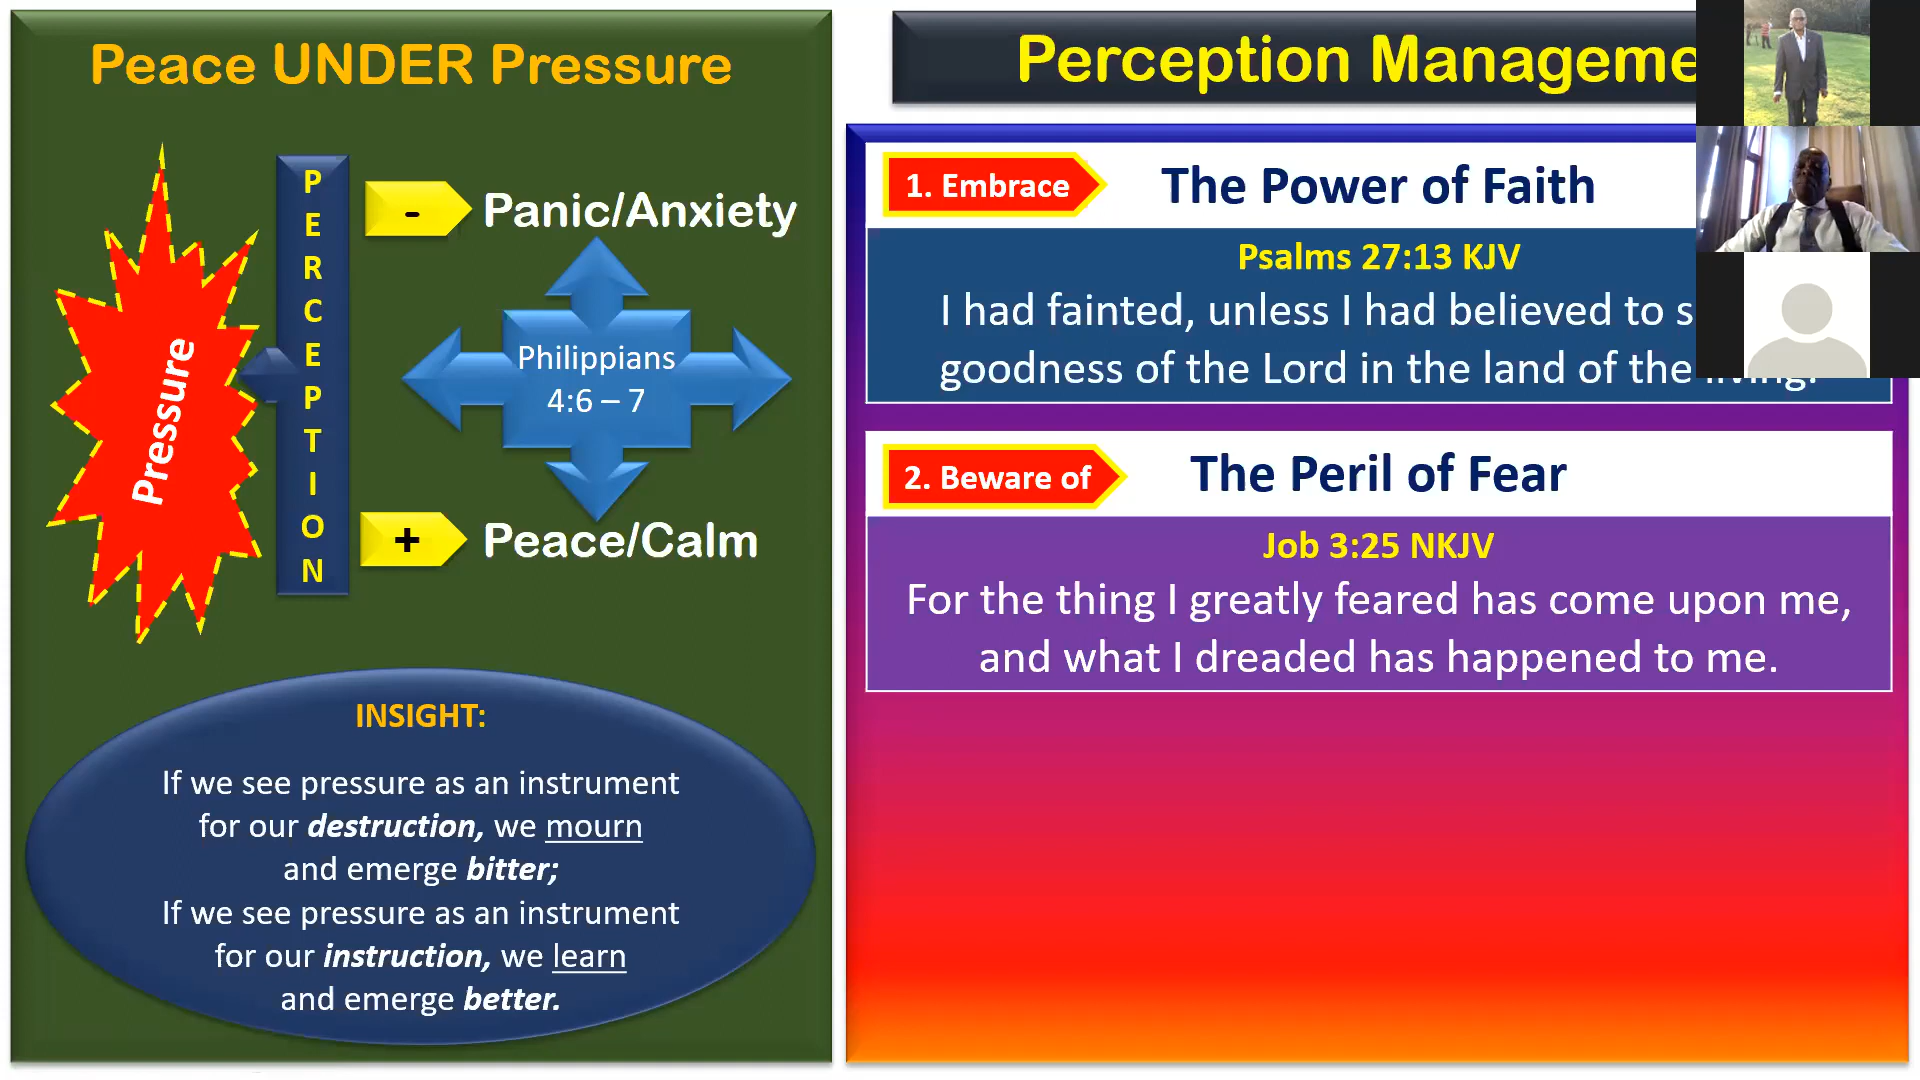 Peace UNDER Pressure
Pressure
PERCEPTION
- Panic/Anxiety
Philippians
4:6 – 7
+ Peace/Calm
INSIGHT:
If we see pressure as an instrument
for our destruction, we mourn
and emerge bitter;
If we see pressure as an instrument
for our instruction, we learn
and emerge better.
Perception
1. Embrace The Power of Faith
Psalms 27:13 KJV
I had fainted, unless I had believed to
goodness of the Lord in the land of the living.
2. Beware of The Peril of Fear
Job 3:25 NKJV
For the thing I greatly feared has come upon me,
and what I dreaded has happened to me.